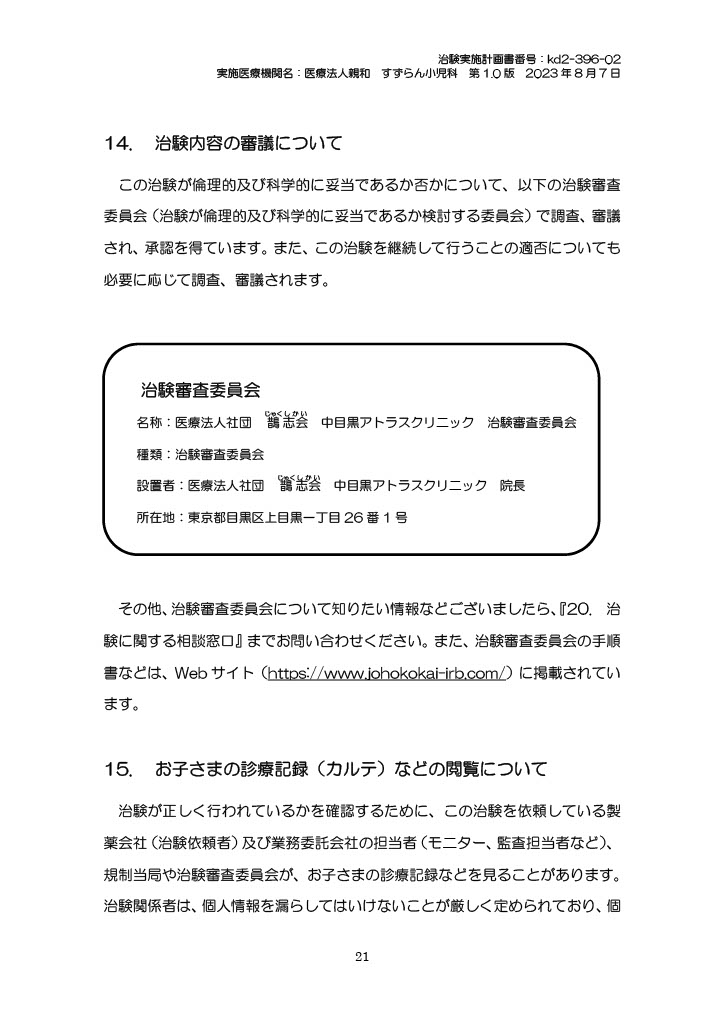 治験実施計画書番号：kd2-396-02
実施医療機関名：医療法人親和　すずらん小児科　第 1.0 版　2023 年 8 月 7 日
14.　治験内容の審議について
この治験が倫理的及び科学的に妥当であるか否かについて、以下の治験審査
委員会（治験が倫理的及び科学的に妥当であるか検討する委員会）で調査、審議
され、承認を得ています。また、この治験を継続して行うことの適否についても
必要に応じて調査、審議されます。
治験審査委員会
じゃくしかい
名称：医療法人社団　鵲志会　中目黒アトラスクリニック　治験審査委員会
種類：治験審査委員会
じゃくしかい
設置者：医療法人社団　鵲志会　中目黒アトラスクリニック　院長
所在地：東京都目黒区上目黒一丁目 26 番 1 号
その他、治験審査委員会について知りたい情報などございましたら、『20.　治
験に関する相談窓口』までお問い合わせください。また、治験審査委員会の手順
書などは、Web サイト（https://www.johokokai-irb.com/）に掲載されてい
ます。
15.　お子さまの診療記録（カルテ）などの閲覧について
治験が正しく行われているかを確認するために、この治験を依頼している製
薬会社（治験依頼者）及び業務委託会社の担当者（モニター、監査担当者など）、
規制当局や治験審査委員会が、お子さまの診療記録などを見ることがあります。
治験関係者は、個人情報を漏らしてはいけないことが厳しく定められており、個
21